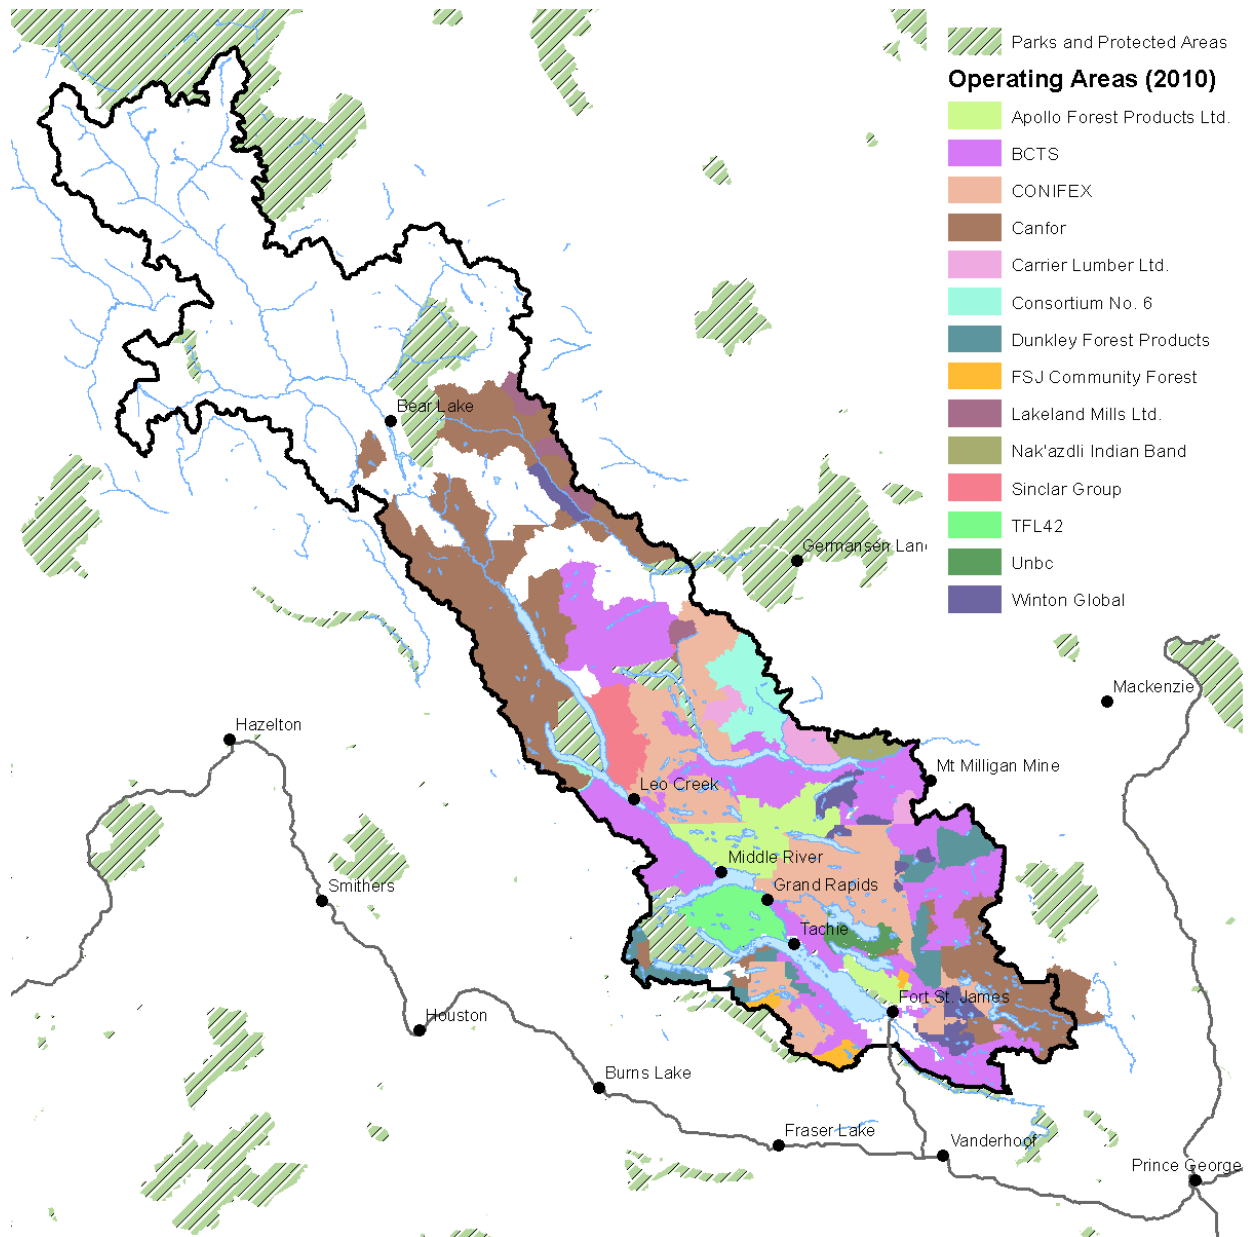 Parks and Protected Areas
Operating Areas (2010)
Apollo Forest Products Ltd.
BCTS
CONIFEX
Canfor
Carrier Lumber Ltd.
Consortium No. 6
Dunkley Forest Products
FSJ Community Forest
Lakeland Mills Ltd.
Nak'azdli Indian Band
Sinclar Group
TFL42
Unbc
Winton Global
Bear Lake
Germansen Lan
Mackenzie
Hazelton
Mt Milligan Mine
Leo Creek
Middle River
Grand Rapids
Smithers
Tachie
Fort St. James
Houston
Burns Lake
Fraser Lake
Vanderhoof
Prince George